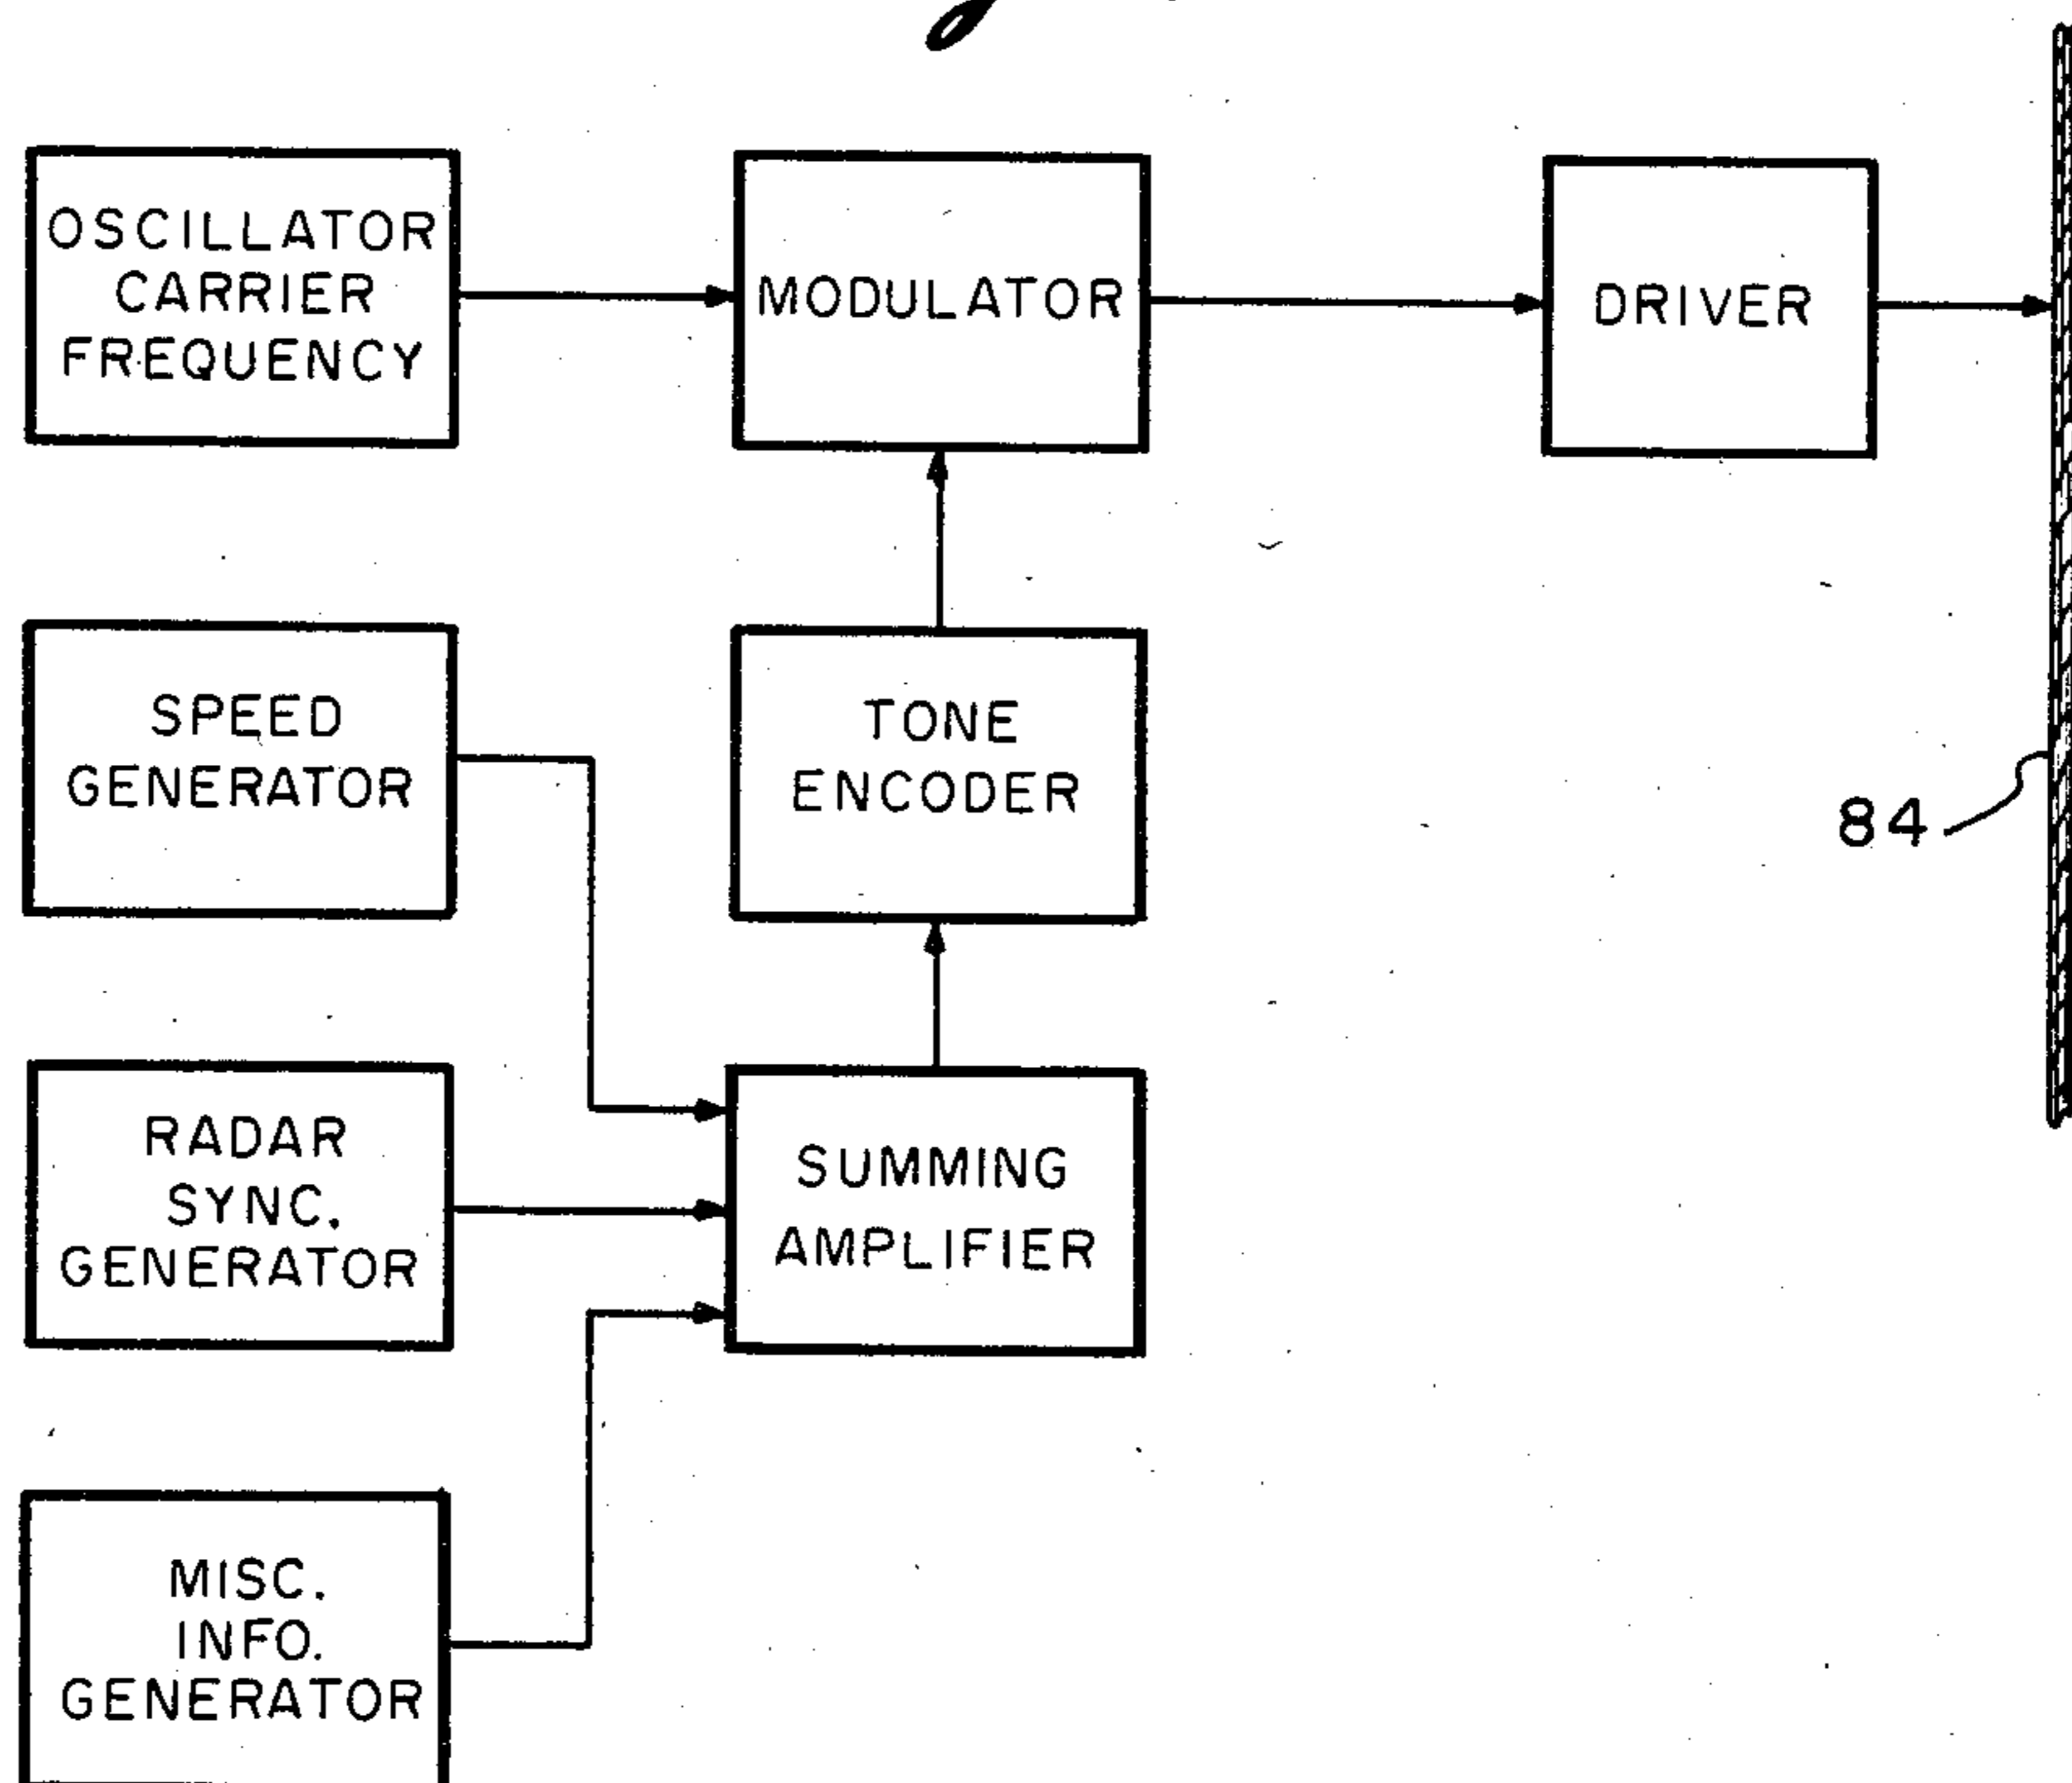 OSCILLATOR
CARRIER
FREQUENCY
MODULATOR
DRIVER
SPEED
GENERATOR
TONE
ENCODER
84
RADAR
SYNC.
GENERATOR
SUMMING
AMPLIFIER
MISC.
INFO.
GENERATOR